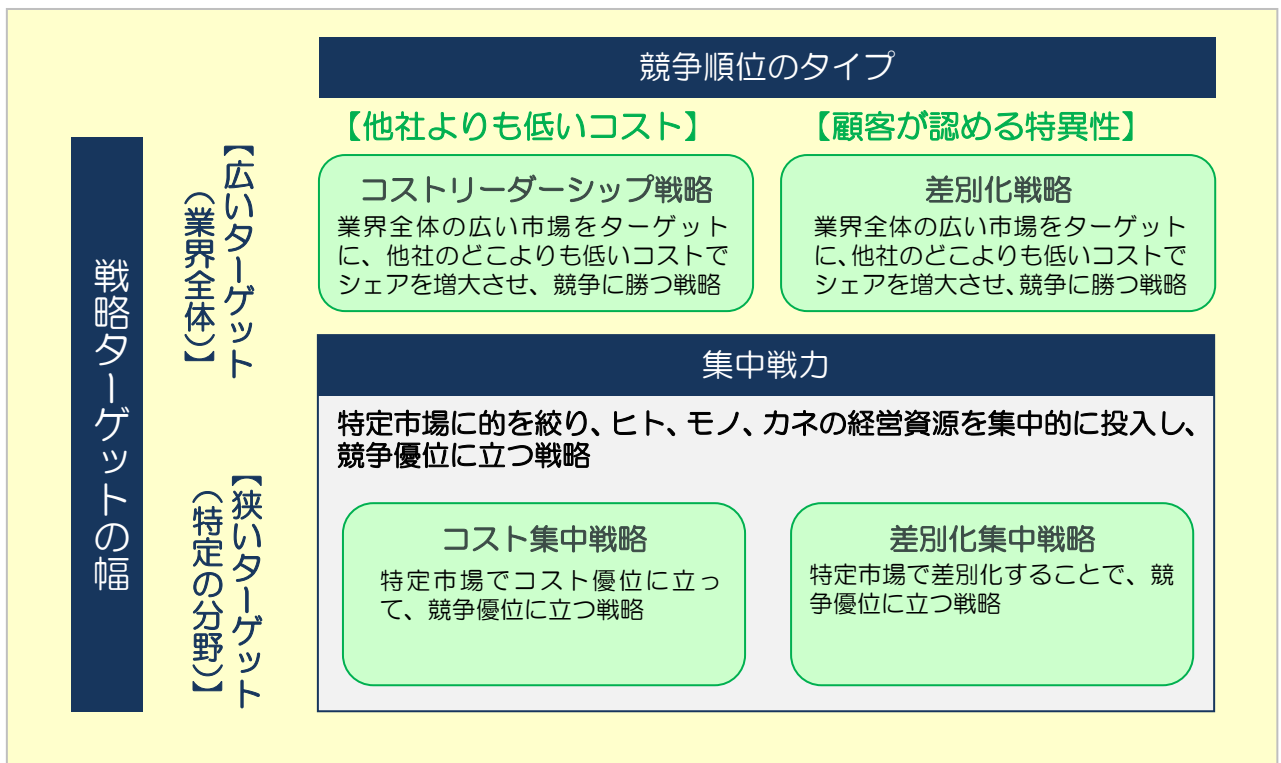 競争順位のタイプ
【他社よりも低いコスト】
【顧客が認める特異性】
戦略ターゲットの幅
【広いターゲット
（業界全体）】
コストリーダーシップ戦略
業界全体の広い市場をターゲット
に、他社のどこよりも低いコストで
シェアを増大させ、競争に勝つ戦略
差別化戦略
業界全体の広い市場をターゲット
に、他社のどこよりも低いコストで
シェアを増大させ、競争に勝つ戦略
【狭いターゲット
（特定の分野）】
集中戦力
特定市場に的を絞り、ヒト、モノ、カネの経営資源を集中的に投入し、
競争優位に立つ戦略
コスト集中戦略
特定市場でコスト優位に立っ
て、競争優位に立つ戦略
差別化集中戦略
特定市場で差別化することで、競
争優位に立つ戦略